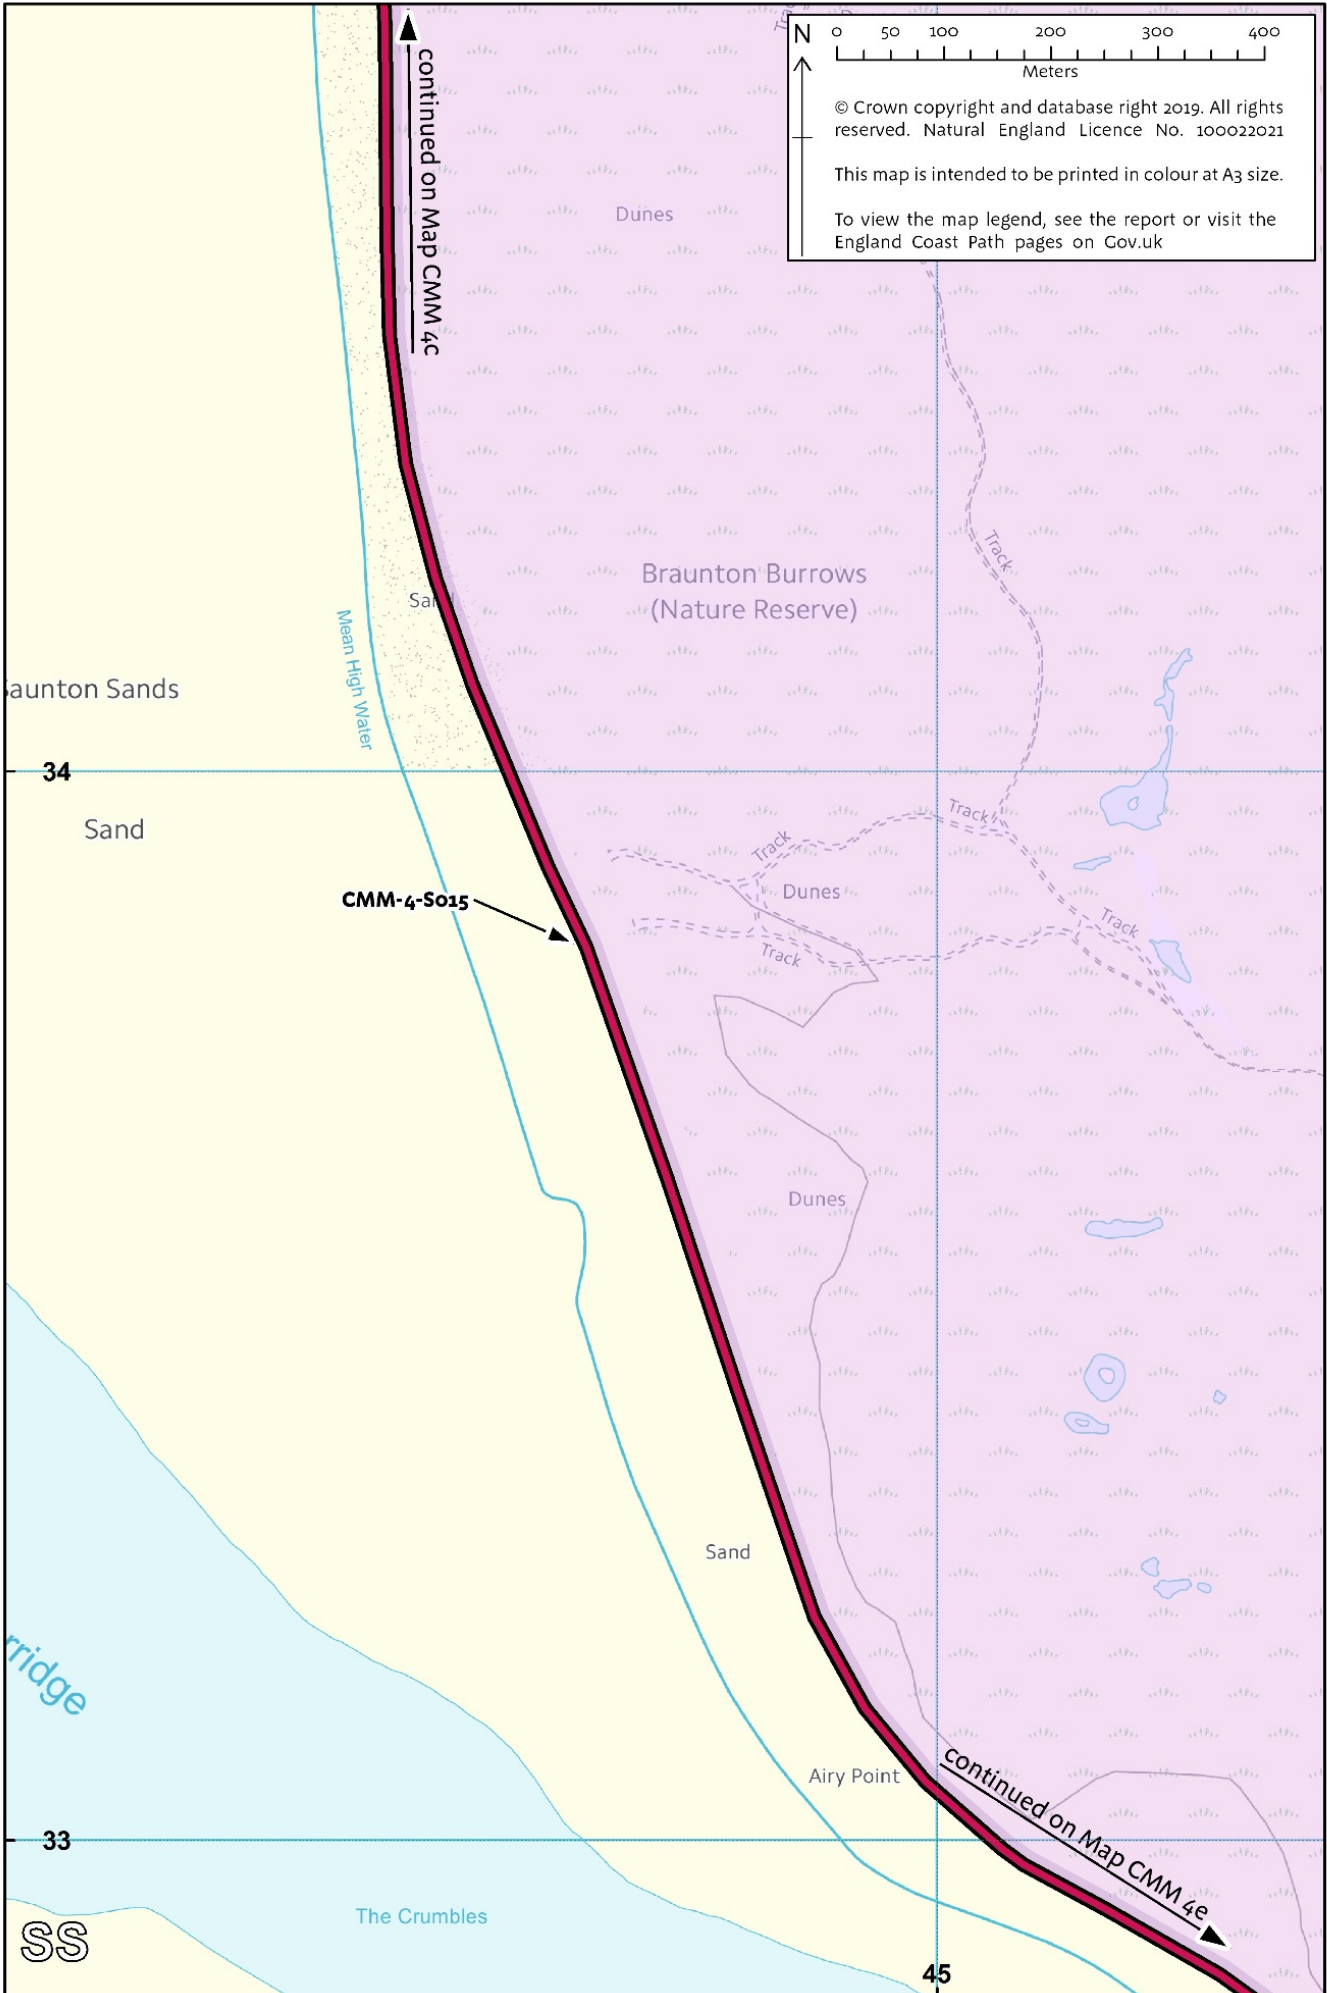 N
0 50 100 200 300 400
Meters
© Crown copyright and database right 2019. All rights
reserved. Natural England Licence No. 100022021
This map is intended to be printed in colour at A3 size.
To view the map legend, see the report or visit the
England Coast Path pages on Gov.uk
continued on Map CMM 4c
Dunes
Track
Braunton Burrows
(Nature Reserve)
Sand
Mean High Water
aunton Sands
34
Sand
Track
Track
Dunes
CMM-4-S015
Track
Track
Dunes
Sand
rridge
Airy Point
continued on Map CMM 4e
33
The Crumbles
SS
45